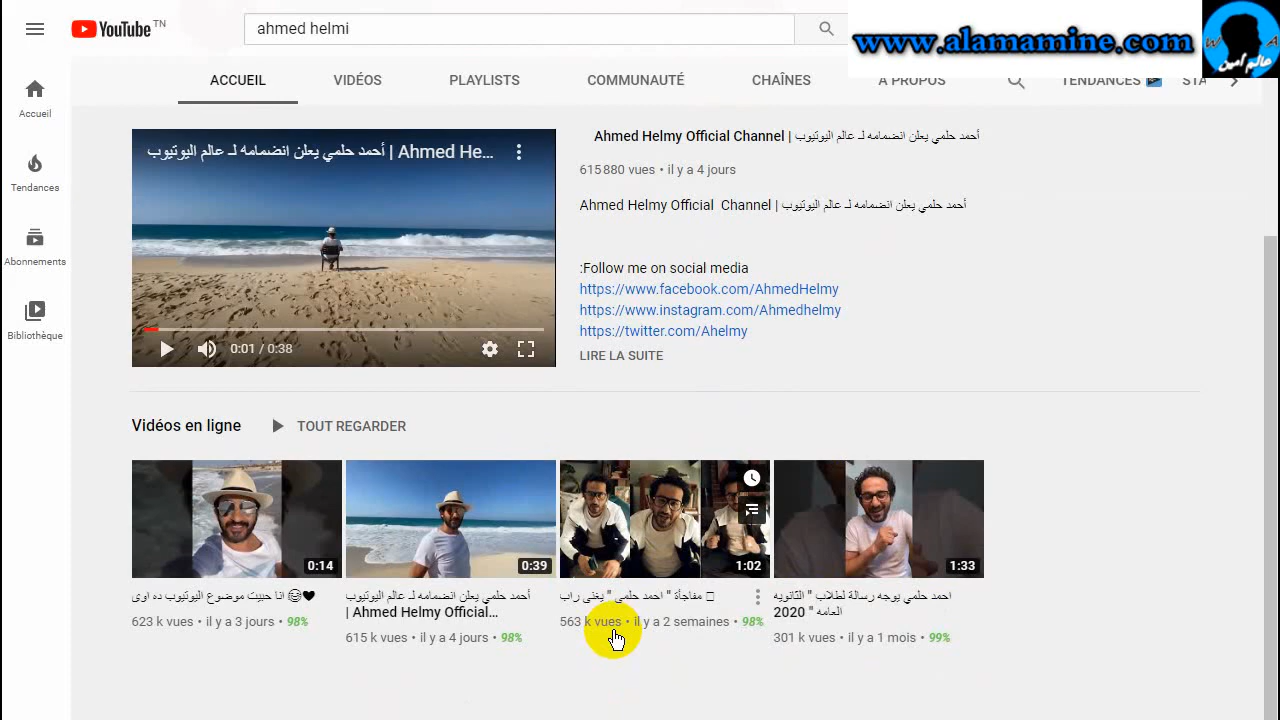 YouTube TN
ahmed helmi
www.alamamine.com
W A
عالم أمين
ACCUEIL VIDÉOS PLAYLISTS COMMUNAUTÉ CHAÎNES À PROPOS TENDANCES STA
Accueil
Tendances
Abonnements
Bibliothèque
أحمد حلمي يعلن انضمامه لـ عالم اليوتيوب | Ahmed He...
0:01 / 0:38
Ahmed Helmy Official Channel | أحمد حلمي يعلن انضمامه لـ عالم اليوتيوب
615 880 vues • il y a 4 jours
Ahmed Helmy Official Channel | أحمد حلمي يعلن انضمامه لـ عالم اليوتيوب
:Follow me on social media
https://www.facebook.com/AhmedHelmy
https://www.instagram.com/Ahmedhelmy
https://twitter.com/Ahelmy
LIRE LA SUITE
Vidéos en ligne TOUT REGARDER
0:14
انا حبيت موضوع اليوتيوب ده اوى 😂♥
623 k vues • il y a 3 jours • 98%
0:39
أحمد حلمي يعلن انضمامه لـ عالم اليوتيوب
| Ahmed Helmy Official...
615 k vues • il y a 4 jours • 98%
1:02
مفاجأة " احمد حلمي " يغنى راب
563 k vues • il y a 2 semaines • 98%
1:33
احمد حلمي يوجه رسالة لطلاب " الثانويه
العامه " 2020
301 k vues • il y a 1 mois • 99%